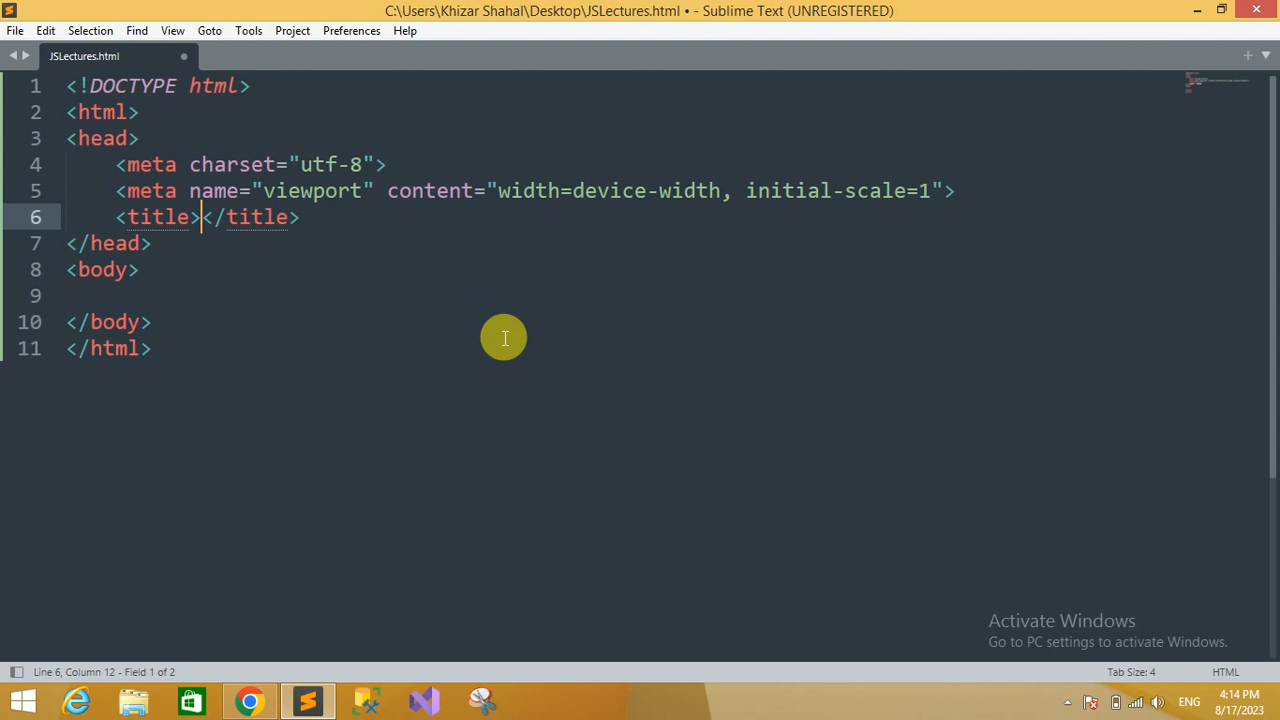 C:\Users\Khizar Shahal\Desktop\JSLectures.html • - Sublime Text (UNREGISTERED)
File Edit Selection Find View Goto Tools Project Preferences Help
JSLectures.html
1 <!DOCTYPE html>
2 <html>
3 <head>
4 <meta charset="utf-8">
5 <meta name="viewport" content="width=device-width, initial-scale=1">
6 <title></title>
7 </head>
8 <body>
9
10 </body>
11 </html>
Activate Windows
Go to PC settings to activate Windows.
Line 6, Column 12 - Field 1 of 2 Tab Size: 4 HTML
ENG 4:14 PM
8/17/2023